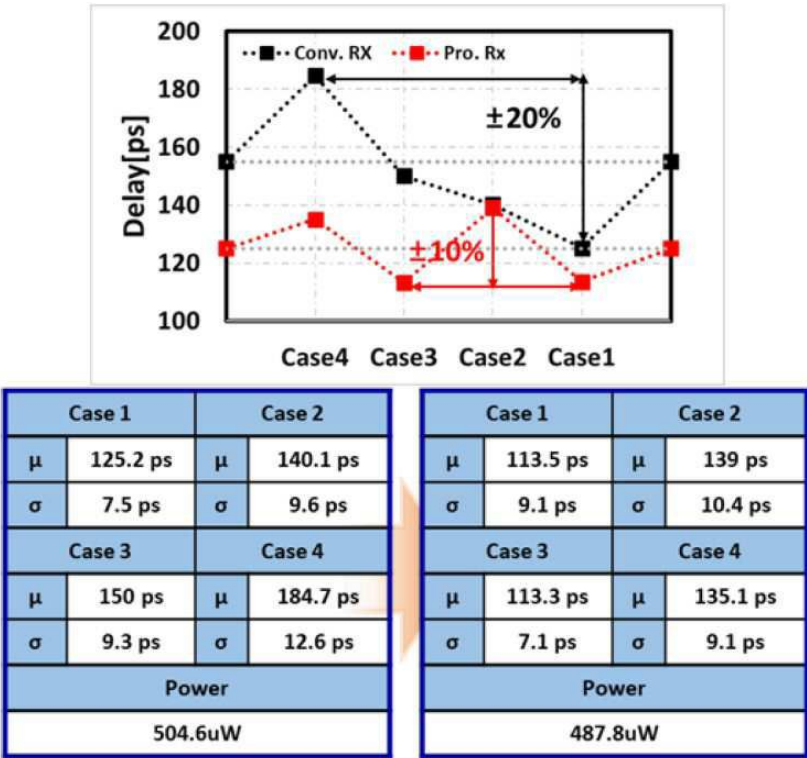 200
180
160
140
120
100
Delay[ps]
Conv. RX Pro. Rx
±20%
±10%
Case4 Case3 Case2 Case1
Case 1 Case 2
μ 125.2 ps μ 140.1 ps
σ 7.5 ps σ 9.6 ps
Case 3 Case 4
μ 150 ps μ 184.7 ps
σ 9.3 ps σ 12.6 ps
Power
504.6uW
Case 1 Case 2
μ 113.5 ps μ 139 ps
σ 9.1 ps σ 10.4 ps
Case 3 Case 4
μ 113.3 ps μ 135.1 ps
σ 7.1 ps σ 9.1 ps
Power
487.8uW